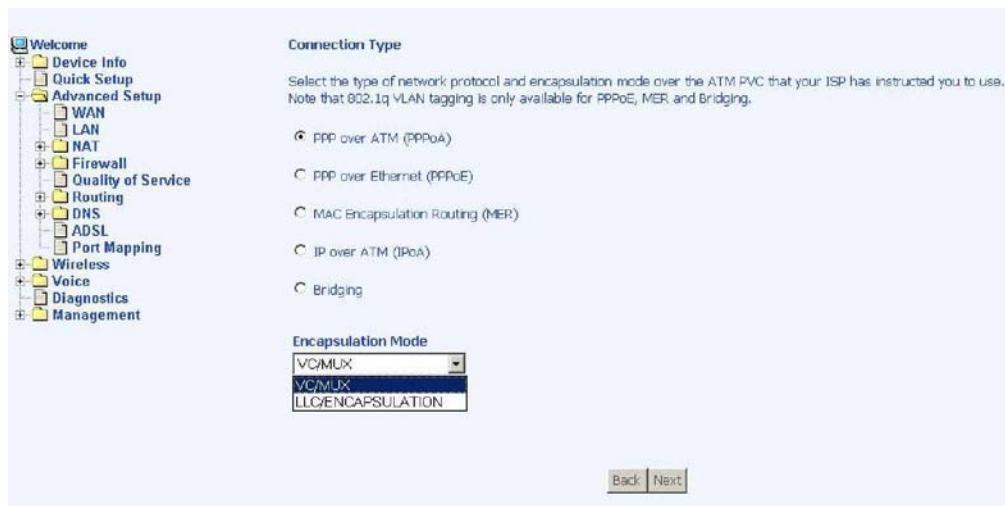 Welcome
Device Info
Quick Setup
Advanced Setup
WAN
LAN
NAT
Firewall
Quality of Service
Routing
DNS
ADSL
Port Mapping
Wireless
Voice
Diagnostics
Management
Connection Type
Select the type of network protocol and encapsulation mode over the ATM PVC that your ISP has instructed you to use.
Note that 802.1q VLAN tagging is only available for PPPoE, MER and Bridging.
PPP over ATM (PPPoA)
PPP over Ethernet (PPPoE)
MAC Encapsulation Routing (MER)
IP over ATM (IPoA)
Bridging
Encapsulation Mode
VC/MUX
VC/MUX
LLC/ENCAPSULATION
Back Next